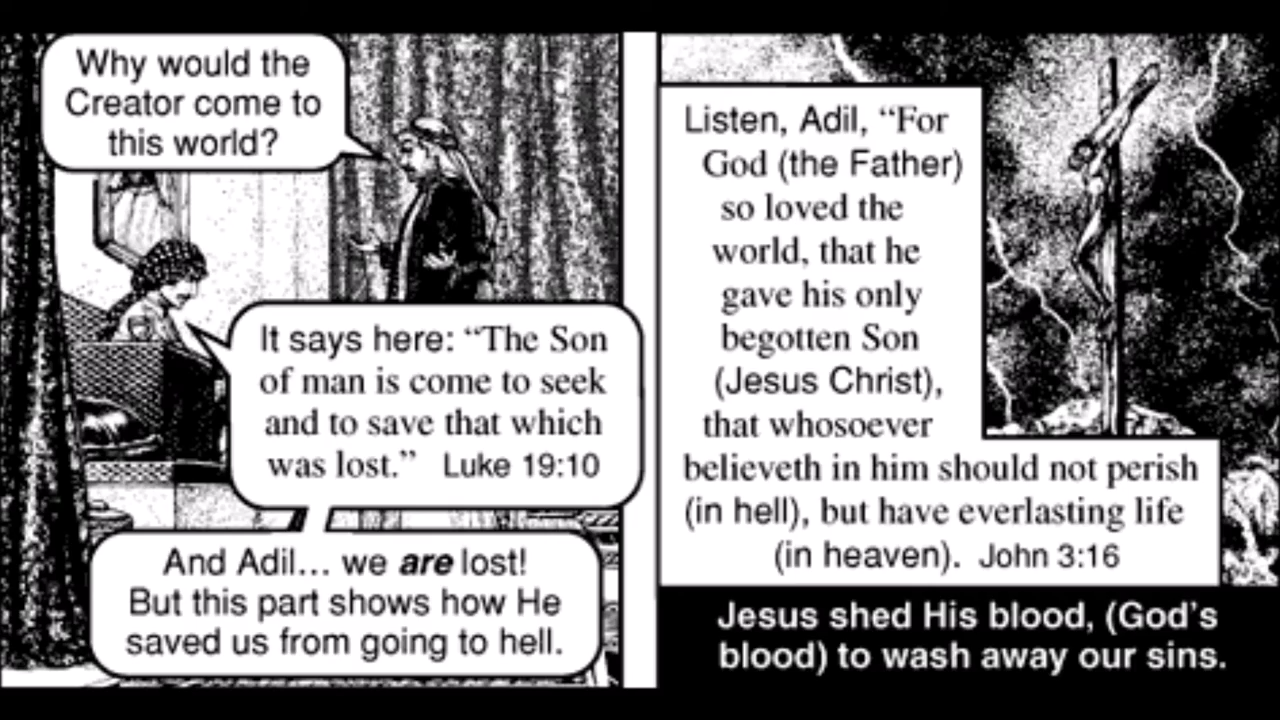 Why would the
Creator come to
this world?
It says here: “The Son
of man is come to seek
and to save that which
was lost.” Luke 19:10
And Adil... we are lost!
But this part shows how He
saved us from going to hell.
Listen, Adil, “For
God (the Father)
so loved the
world, that he
gave his only
begotten Son
(Jesus Christ),
that whosoever
believeth in him should not perish
(in hell), but have everlasting life
(in heaven). John 3:16
Jesus shed His blood, (God’s
blood) to wash away our sins.